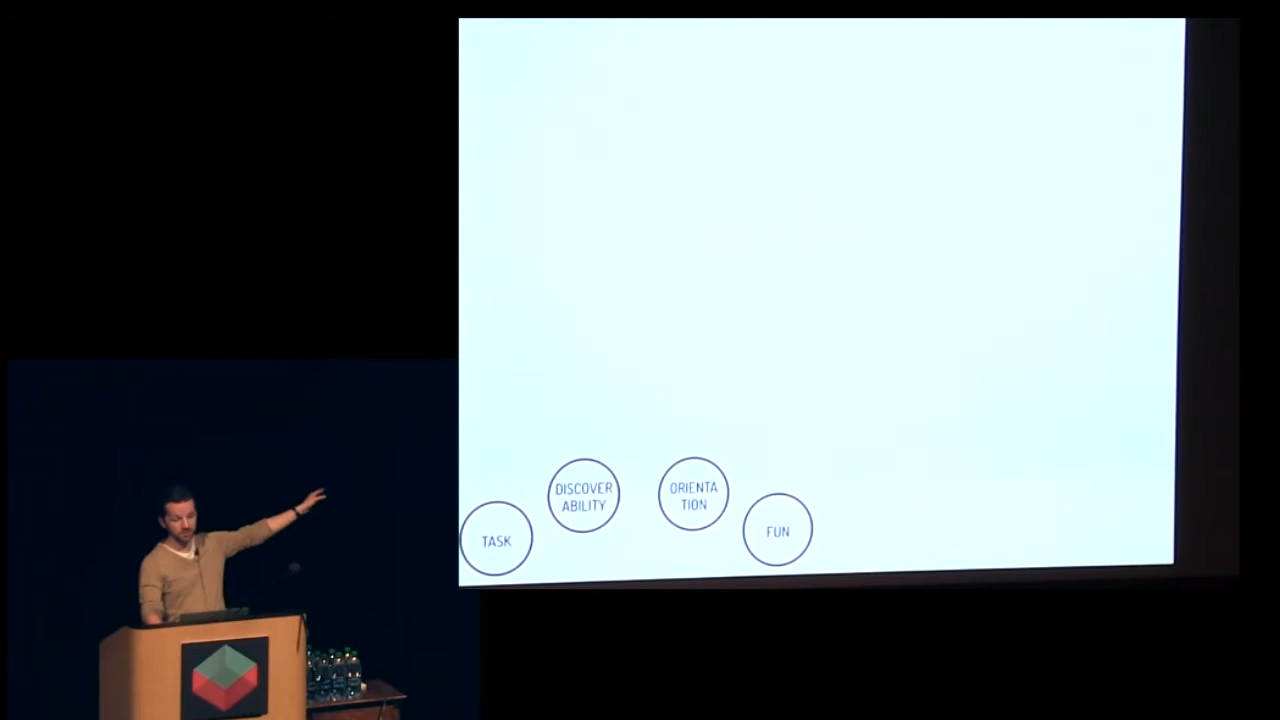 TASK
DISCOVER
ABILITY
ORIENTA
TION
FUN